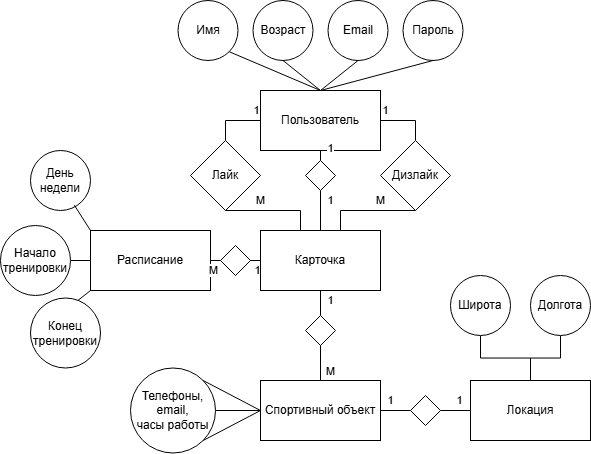 Имя
Возраст
Email
Пароль
1
Пользователь
1
1
Лайк
Дизлайк
М
1
М
День
недели
Начало
тренировки
Конец
тренировки
Расписание
М
1
Карточка
1
М
Широта
Долгота
Телефоны,
email,
часы работы
Спортивный объект
1
1
Локация